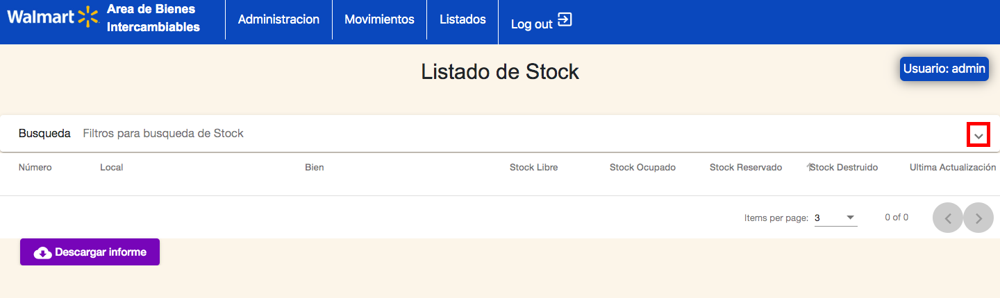 Walmart
Area de Bienes
Intercambiables
Administracion
Movimientos
Listados
Log out
Listado de Stock
Usuario: admin
Busqueda Filtros para busqueda de Stock
Número Local Bien Stock Libre Stock Ocupado Stock Reservado Stock Destruido Ultima Actualización
Items per page: 3 0 of 0
Descargar informe